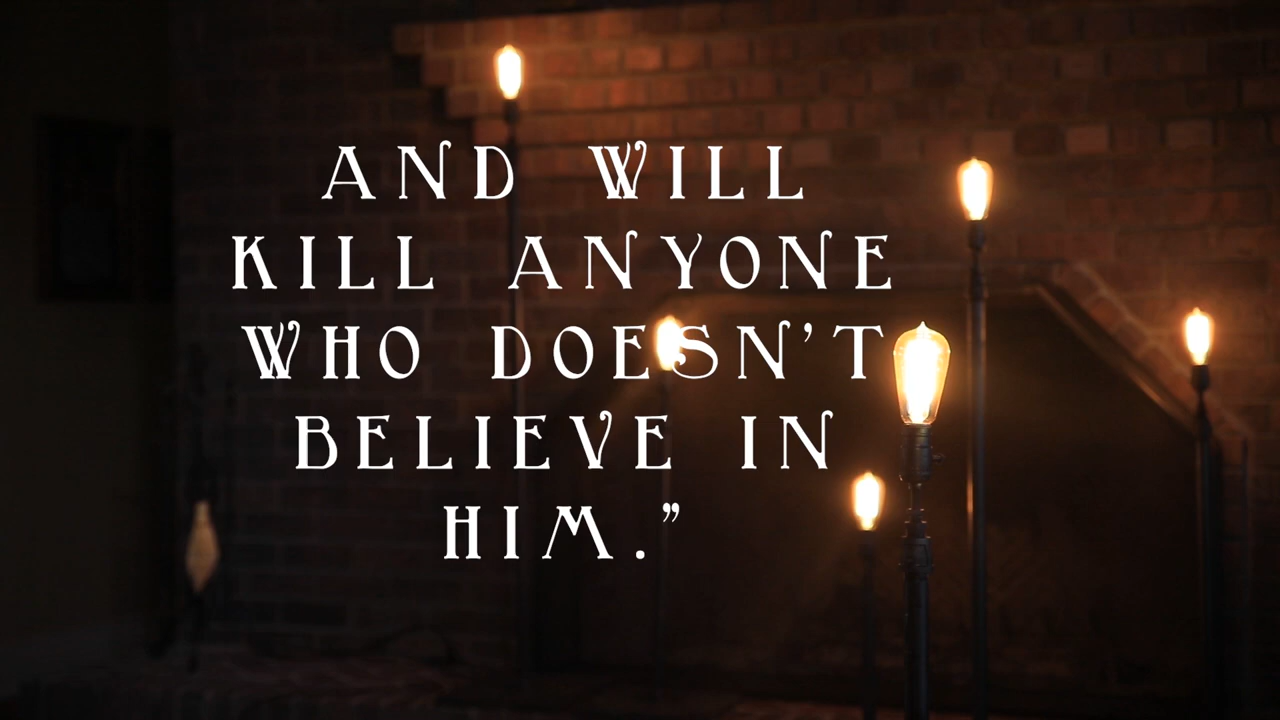 AND WILL
KILL ANYONE
WHO DOESN'T
BELIEVE IN
HIM."